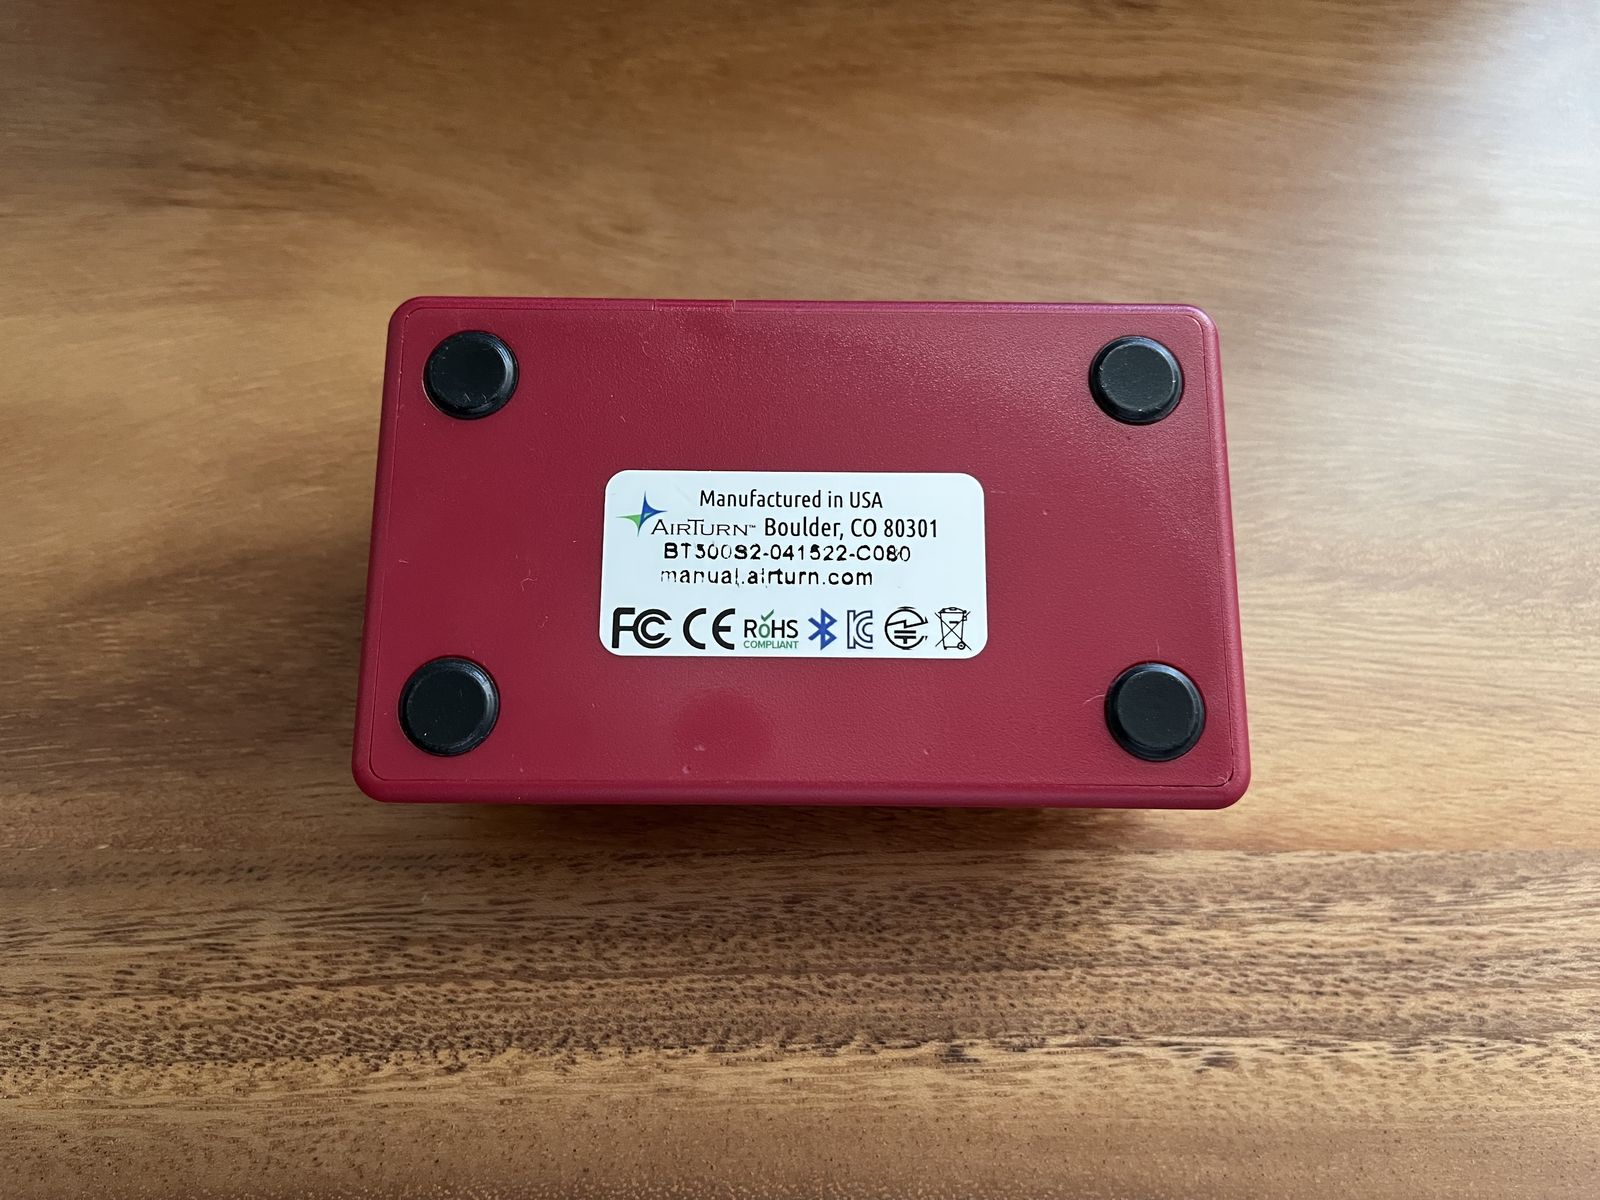 Manufactured in USA
AIRTURN™ Boulder, CO 80301
BT500S2-041522-C080
manual.airturn.com
FC CE RoHS COMPLIANT